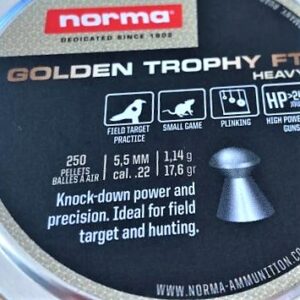 norma
DEDICATED SINCE 1902
GOLDEN TROPHY FT
HEAVY
FIELD TARGET
PRACTICE
SMALL GAME
PLINKING
HP>24
HIGH POWER
250
PELLETS
BALLES A AIR
5,5 MM
cal. .22
1,14 g
17,6 gr
Knock-down power and
precision. Ideal for field
target and hunting.
WWW.NORMA-AMMUNITION.